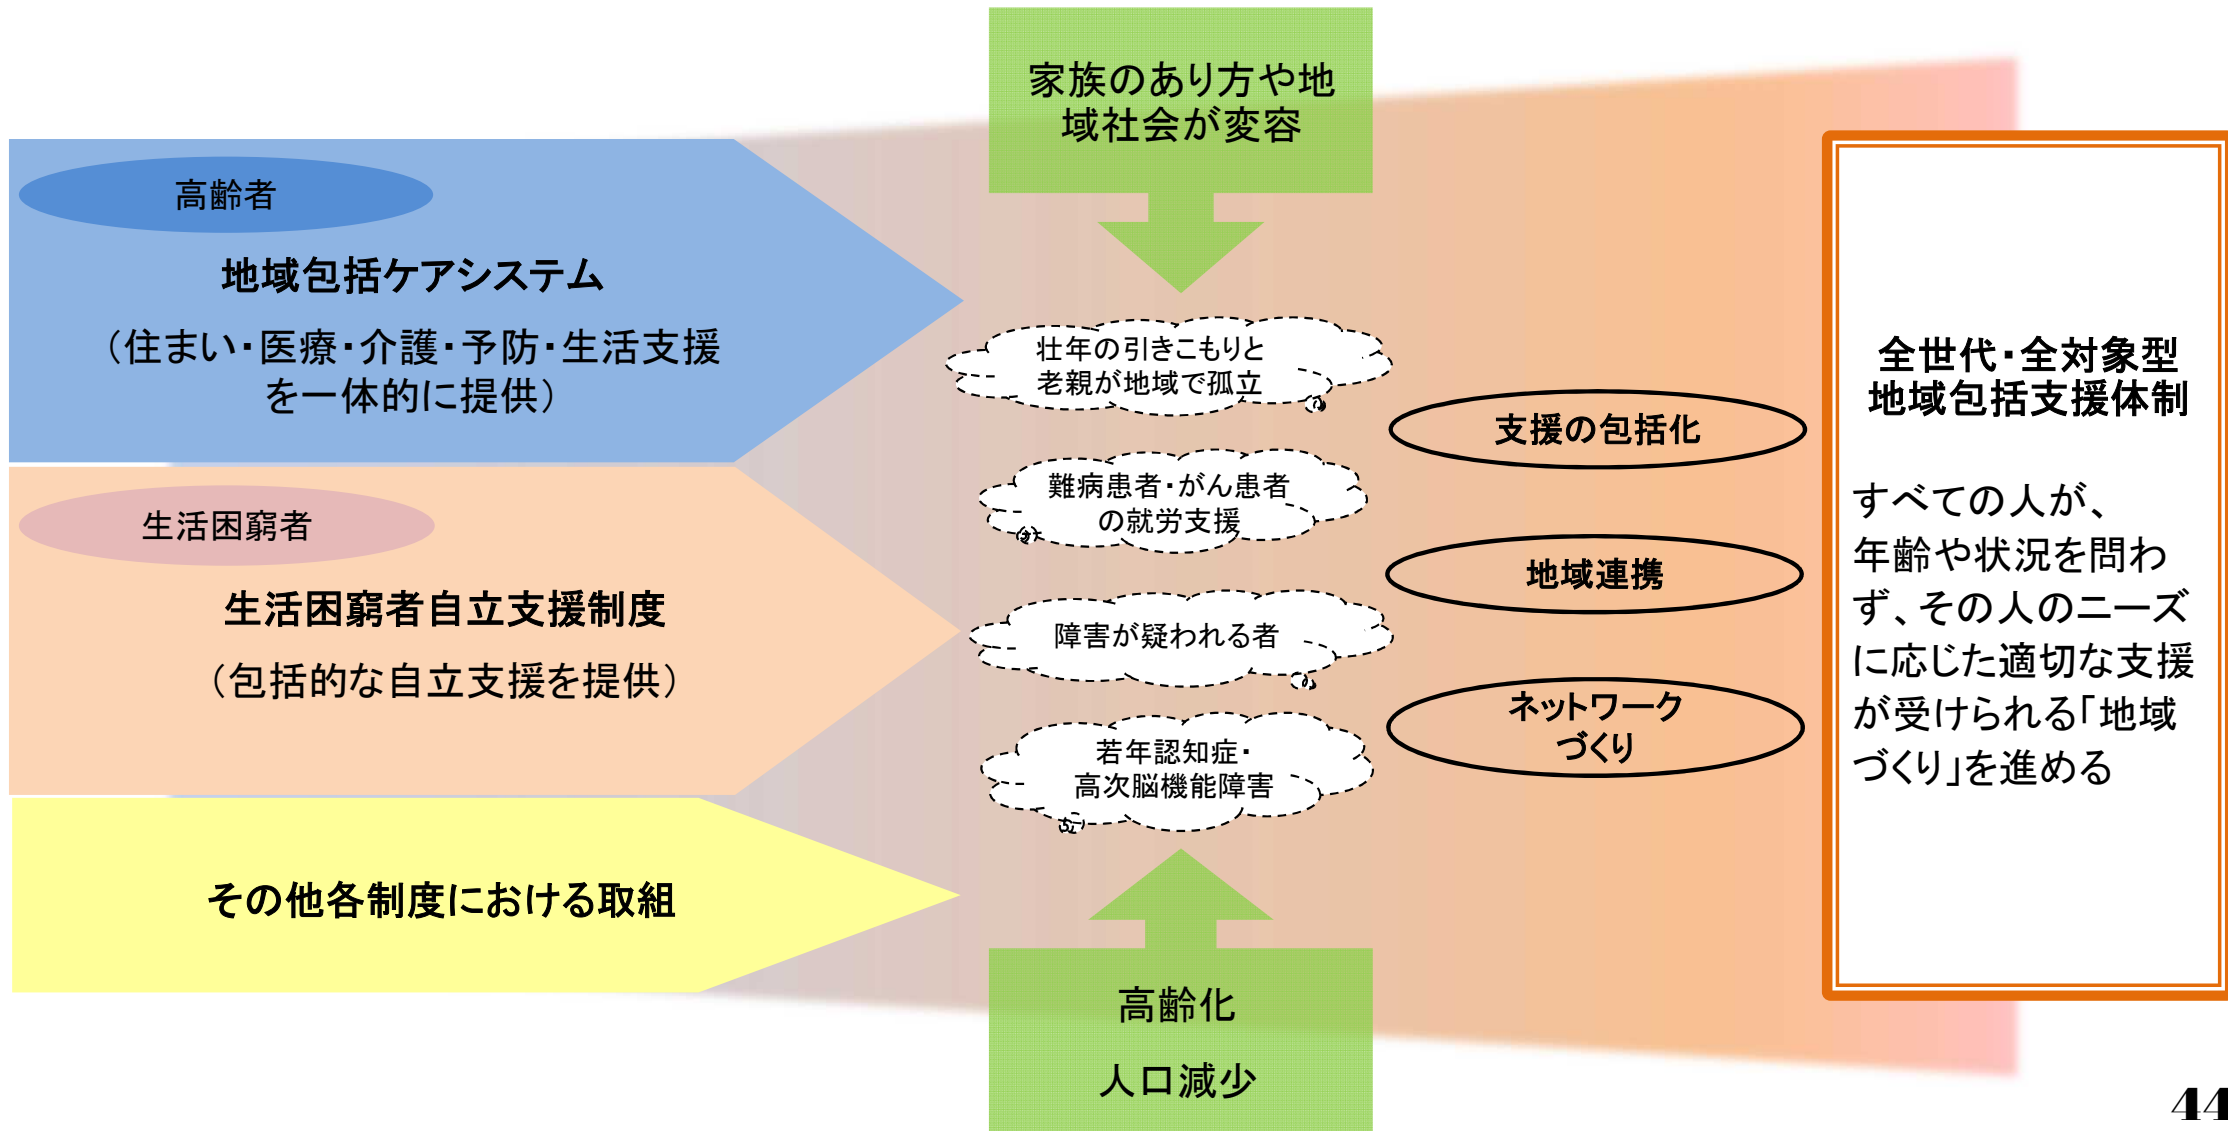 家族のあり方や地
域社会が変容
高齢者
地域包括ケアシステム
（住まい・医療・介護・予防・生活支援
を一体的に提供）
生活困窮者
生活困窮者自立支援制度
（包括的な自立支援を提供）
その他各制度における取組
壮年の引きこもりと
老親が地域で孤立
難病患者・がん患者
の就労支援
障害が疑われる者
若年認知症・
高次脳機能障害
高齢化
人口減少
支援の包括化
地域連携
ネットワーク
づくり
全世代・全対象型
地域包括支援体制
すべての人が、
年齢や状況を問わ
ず、その人のニーズ
に応じた適切な支援
が受けられる「地域
づくり」を進める
44